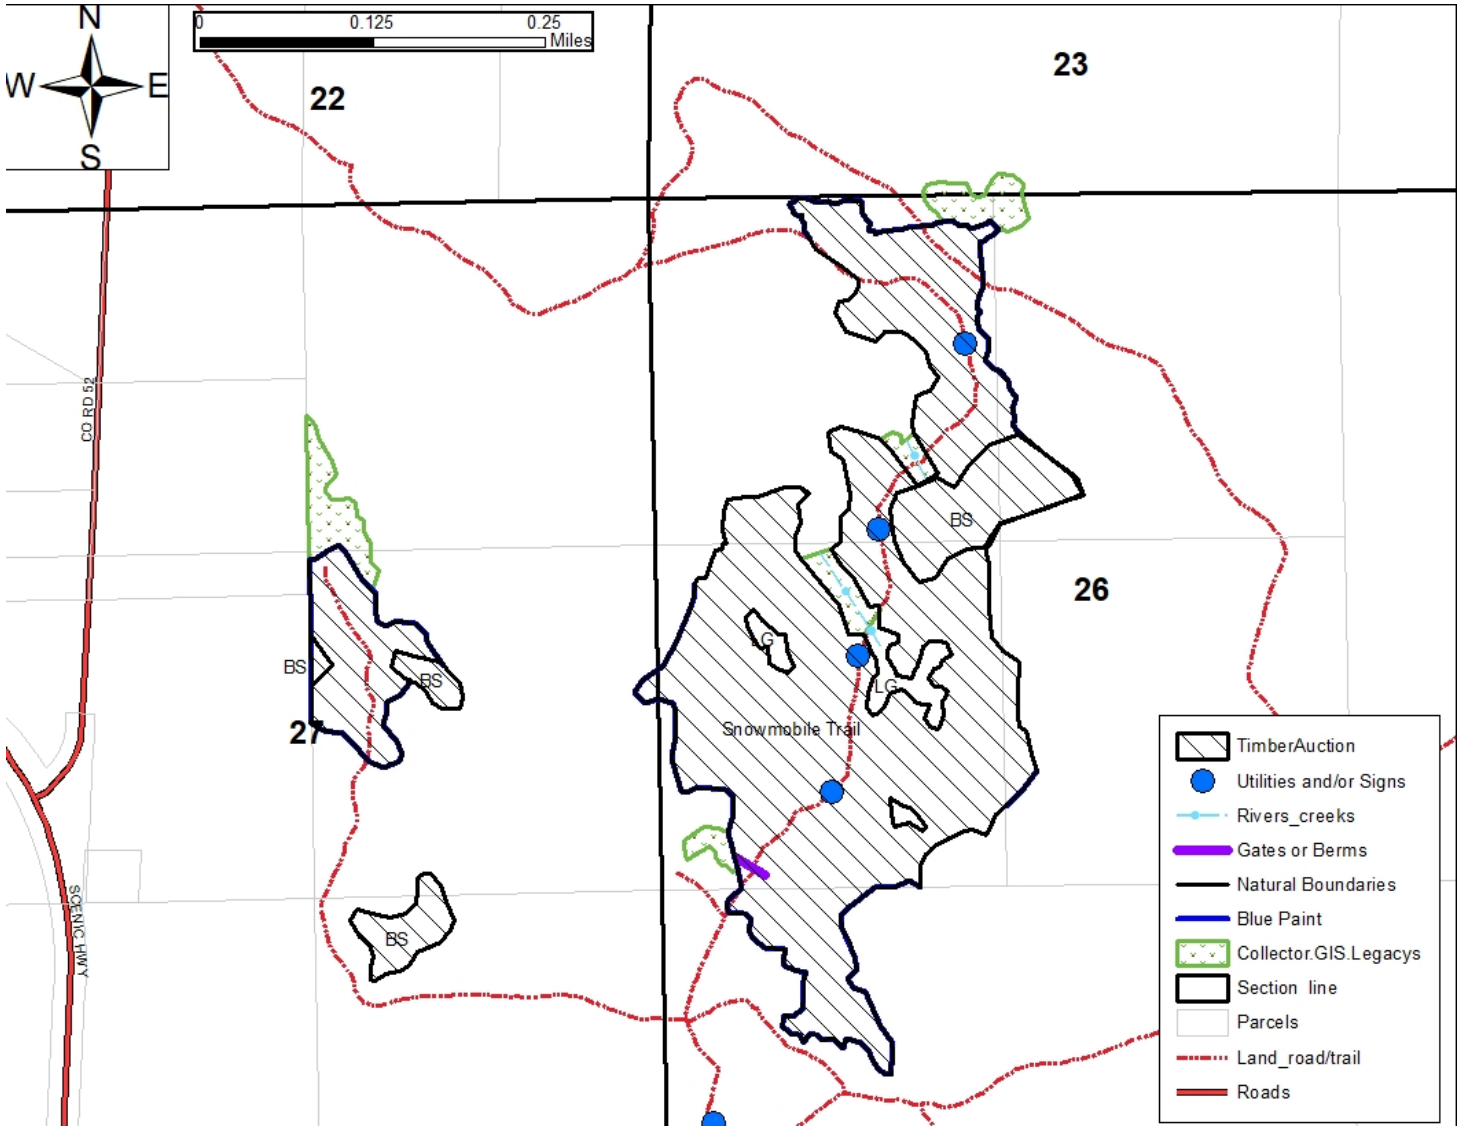 N
W E
S
0 0.125 0.25
Miles
22
23
CO RD 52
BS
26
LG
BS
BS
LG
Snowmobile Trail
27
BS
SCENIC HWY
TimberAuction
Utilities and/or Signs
Rivers_creeks
Gates or Berms
Natural Boundaries
Blue Paint
Collector.GIS.Legacys
Section line
Parcels
Land_road/trail
Roads